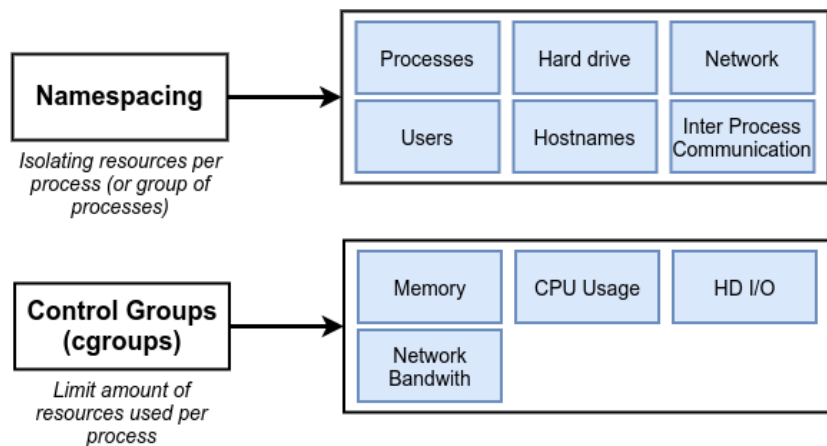 Namespacing
Isolating resources per
process (or group of
processes)
Processes
Hard drive
Network
Users
Hostnames
Inter Process
Communication
Control Groups
(cgroups)
Limit amount of
resources used per
process
Memory
CPU Usage
HD I/O
Network
Bandwith